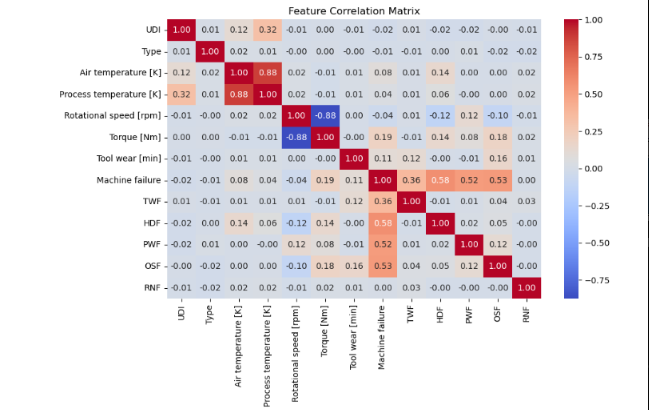 Feature Correlation Matrix
UDI 1.00 0.01 0.12 0.32 -0.01 0.00 -0.01 -0.02 0.01 -0.02 -0.02 -0.00 -0.01
Type 0.01 1.00 0.02 0.01 -0.00 0.00 -0.00 -0.01 -0.01 -0.00 0.01 -0.02 -0.02
Air temperature [K] 0.12 0.02 1.00 0.88 0.02 -0.01 0.01 0.08 0.01 0.14 0.00 0.00 0.02
Process temperature [K] 0.32 0.01 0.88 1.00 0.02 -0.01 0.01 0.04 0.01 0.06 -0.00 0.00 0.02
Rotational speed [rpm] -0.01 -0.00 0.02 0.02 1.00 -0.88 0.00 -0.04 0.01 -0.12 0.12 -0.10 -0.01
Torque [Nm] 0.00 0.00 -0.01 -0.01 -0.88 1.00 -0.00 0.19 -0.01 0.14 0.08 0.18 0.02
Tool wear [min] -0.01 -0.00 0.01 0.01 0.00 -0.00 1.00 0.11 0.12 -0.00 -0.01 0.16 0.01
Machine failure -0.02 -0.01 0.08 0.04 -0.04 0.19 0.11 1.00 0.36 0.58 0.52 0.53 0.00
TWF 0.01 -0.01 0.01 0.01 0.01 -0.01 0.12 0.36 1.00 -0.01 0.01 0.04 0.03
HDF -0.02 -0.00 0.14 0.06 -0.12 0.14 -0.00 0.58 -0.01 1.00 0.02 0.05 -0.00
PWF -0.02 0.01 0.00 -0.00 0.12 0.08 -0.01 0.52 0.01 0.02 1.00 0.12 -0.00
OSF -0.00 -0.02 0.00 0.00 -0.10 0.18 0.16 0.53 0.04 0.05 0.12 1.00 -0.00
RNF -0.01 -0.02 0.02 0.02 -0.01 0.02 0.01 0.00 0.03 -0.00 -0.00 -0.00 1.00
UDI
Type
Air temperature [K]
Process temperature [K]
Rotational speed [rpm]
Torque [Nm]
Tool wear [min]
Machine failure
TWF
HDF
PWF
OSF
RNF
1.00
0.75
0.50
0.25
0.00
−0.25
−0.50
−0.75